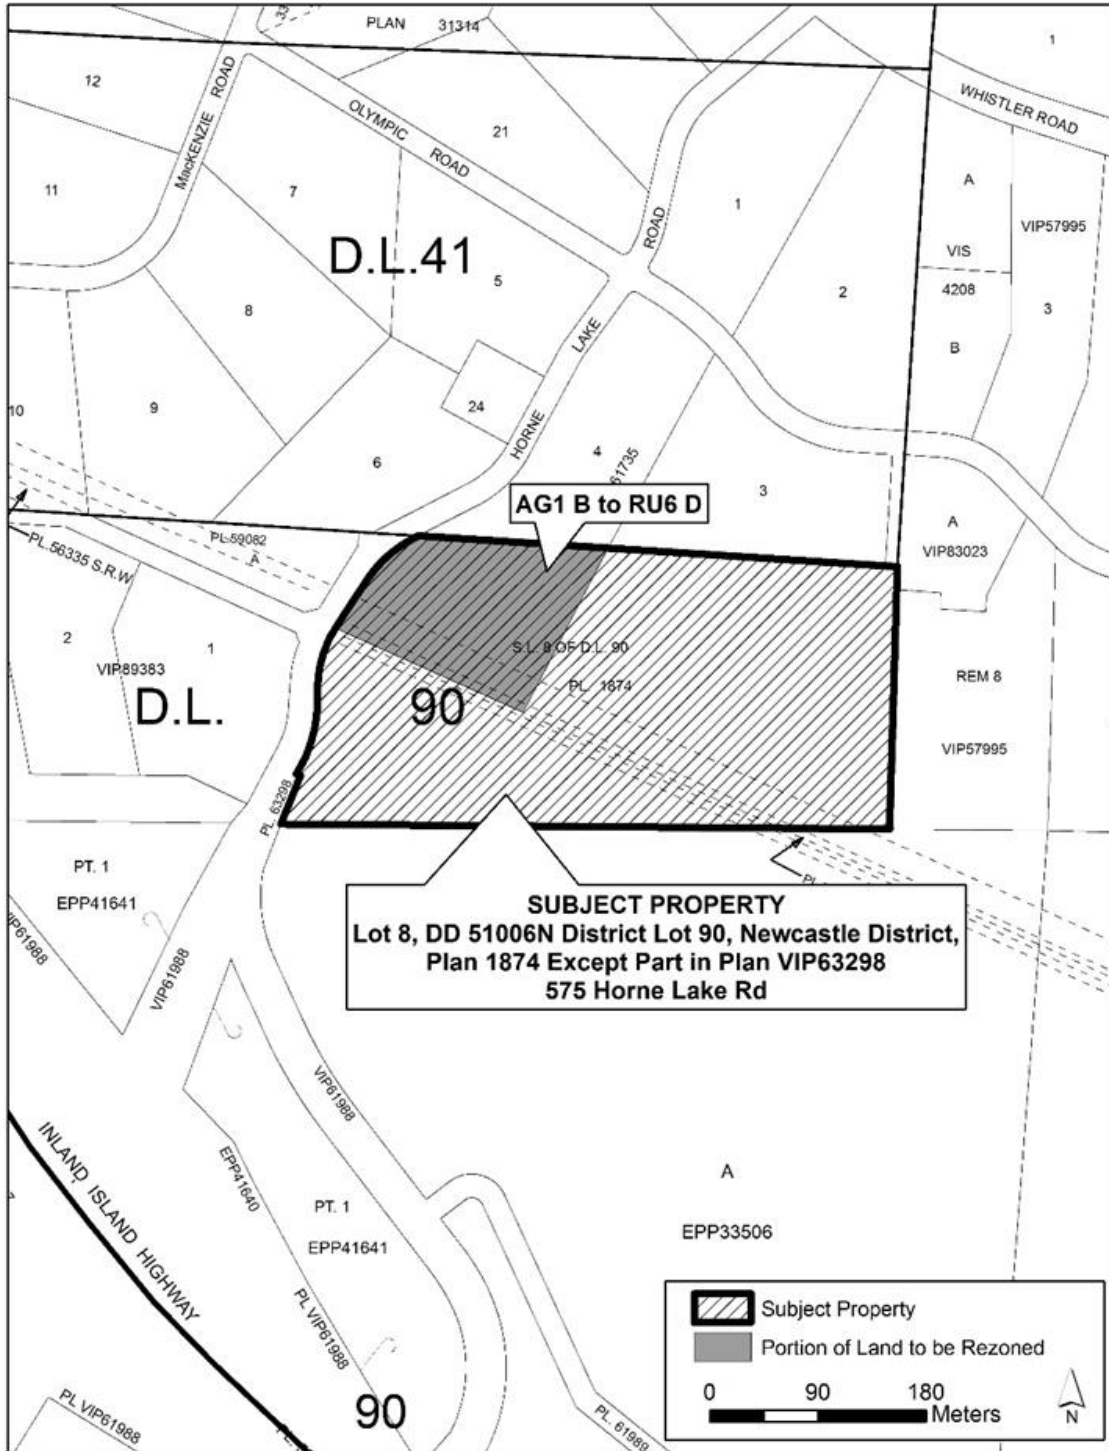 PLAN 31314
1
12
MacKENZIE ROAD
OLYMPIC ROAD
21
WHISTLER ROAD
11
7
A
1
ROAD
VIP57995
D.L.41
VIS
5
4208
2
8
3
LAKE
B
10
9
24
HORNE
6
4
61735
3
AG1 B to RU6 D
PL.59082
A
PL.56335 S.R.W
A
VIP83023
2
1
S.L. 8 OF D.L. 90
VIP89383
REM 8
PL. 1874
D.L.
90
VIP57995
PL. 63298
PT. 1
EPP41641
VIP61988
VIP61988
SUBJECT PROPERTY
Lot 8, DD 51006N District Lot 90, Newcastle District,
Plan 1874 Except Part in Plan VIP63298
575 Horne Lake Rd
VIP61988
INLAND ISLAND HIGHWAY
EPP41640
A
PT. 1
EPP33506
EPP41641
PL VIP61988
Subject Property
Portion of Land to be Rezoned
0 90 180
Meters
N
90
PL VIP61988
PL. 61989